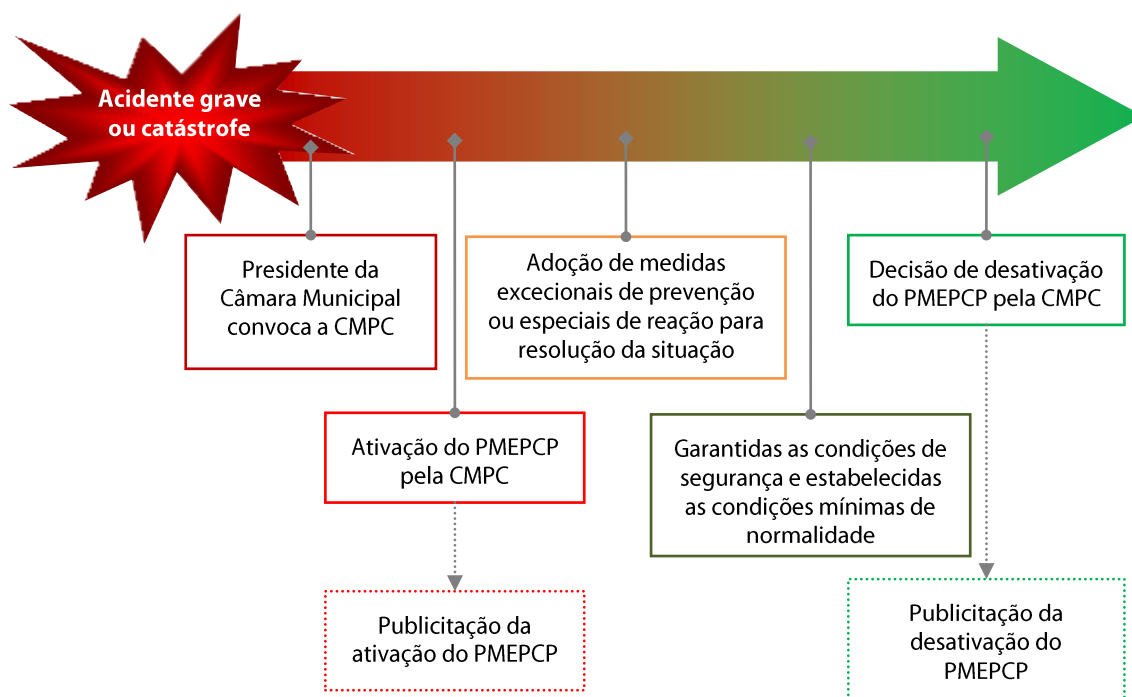 Acidente grave
ou catástrofe
Presidente da
Câmara Municipal
convoca a CMPC
Ativação do PMEPCP
pela CMPC
Publicitação da
ativação do PMEPCP
Adoção de medidas
excecionais de prevenção
ou especiais de reação para
resolução da situação
Garantidas as condições de
segurança e estabelecidas
as condições mínimas de
normalidade
Decisão de desativação
do PMEPCP pela CMPC
Publicitação da
desativação do
PMEPCP